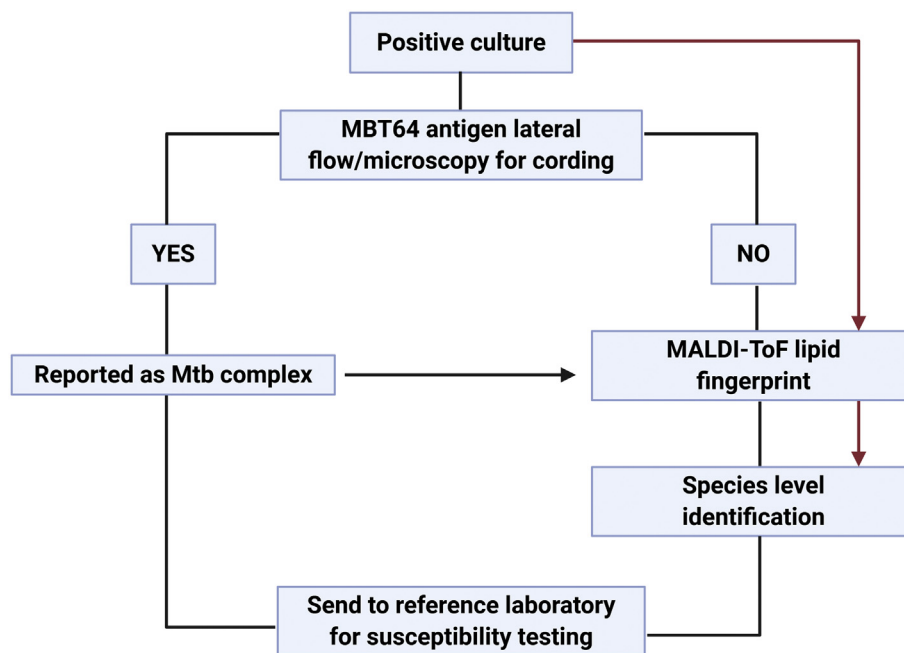 Positive culture
MBT64 antigen lateral
flow/microscopy for cording
YES
NO
Reported as Mtb complex
MALDI-ToF lipid
fingerprint
Species level
identification
Send to reference laboratory
for susceptibility testing